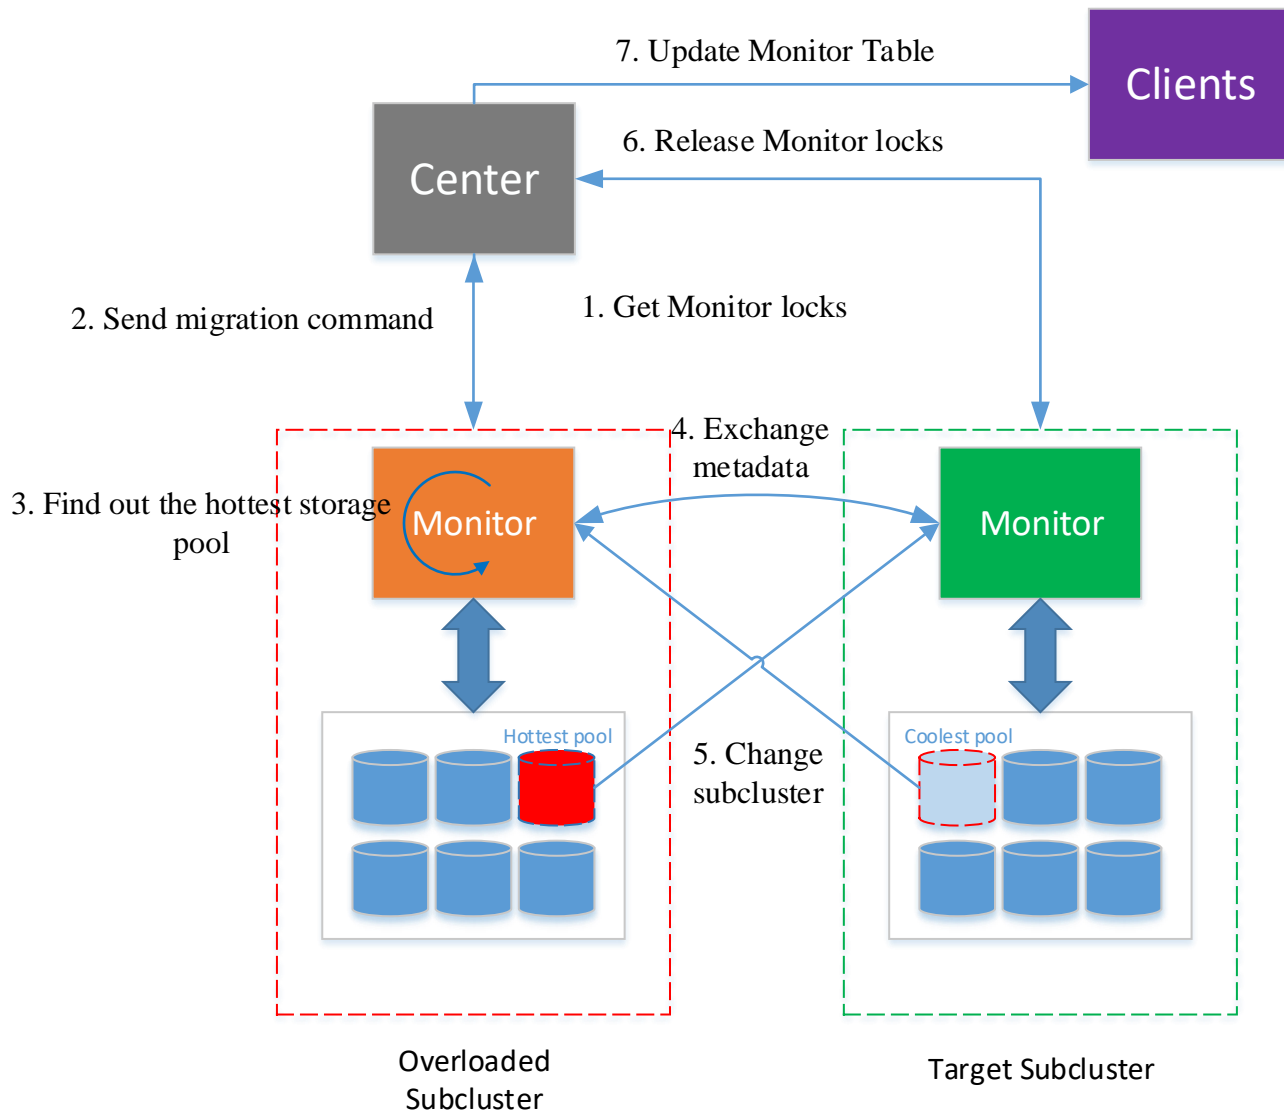 7. Update Monitor Table
Clients
6. Release Monitor locks
Center
2. Send migration command
1. Get Monitor locks
4. Exchange
metadata
3. Find out the hottest storage
pool
Monitor
Monitor
Hottest pool
Coolest pool
5. Change
subcluster
Overloaded
Subcluster
Target Subcluster